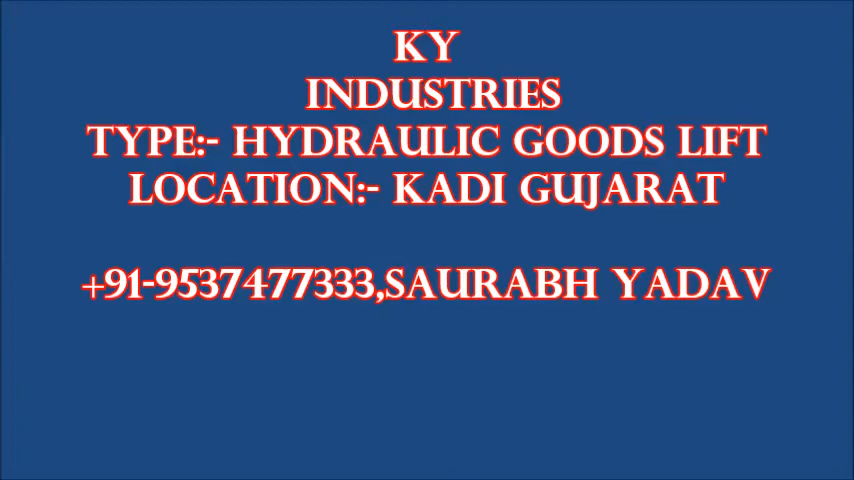 KY
INDUSTRIES
TYPE:- HYDRAULIC GOODS LIFT
LOCATION:- KADI GUJARAT
+91-9537477333,SAURABH YADAV